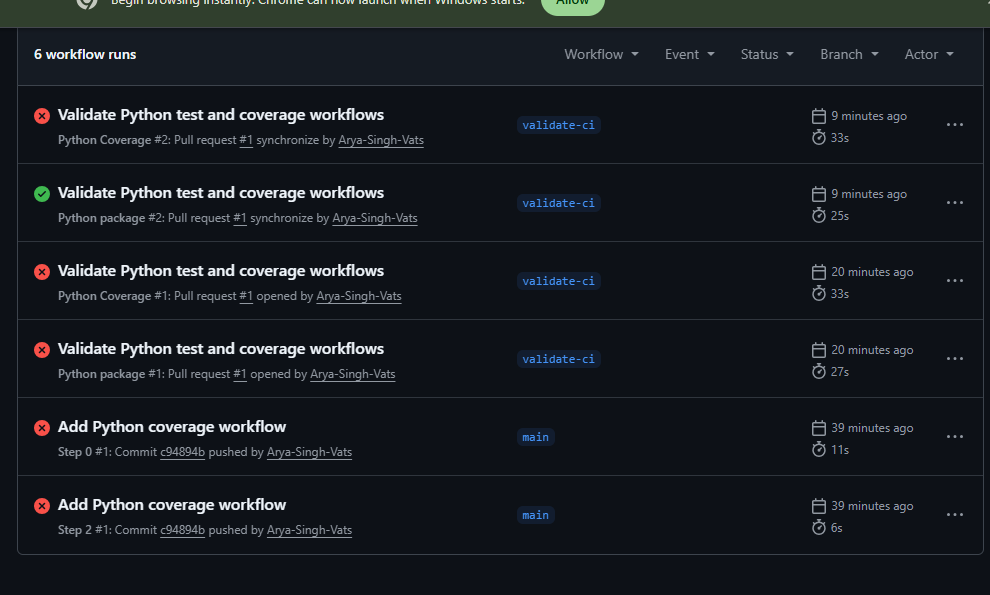 Begin browsing instantly. Chrome can now launch when Windows starts.
Allow
6 workflow runs
Workflow Event Status Branch Actor
Validate Python test and coverage workflows
Python Coverage #2: Pull request #1 synchronize by Arya-Singh-Vats
validate-ci
9 minutes ago
33s
Validate Python test and coverage workflows
Python package #2: Pull request #1 synchronize by Arya-Singh-Vats
validate-ci
9 minutes ago
25s
Validate Python test and coverage workflows
Python Coverage #1: Pull request #1 opened by Arya-Singh-Vats
validate-ci
20 minutes ago
33s
Validate Python test and coverage workflows
Python package #1: Pull request #1 opened by Arya-Singh-Vats
validate-ci
20 minutes ago
27s
Add Python coverage workflow
Step 0 #1: Commit c94894b pushed by Arya-Singh-Vats
main
39 minutes ago
11s
Add Python coverage workflow
Step 2 #1: Commit c94894b pushed by Arya-Singh-Vats
main
39 minutes ago
6s